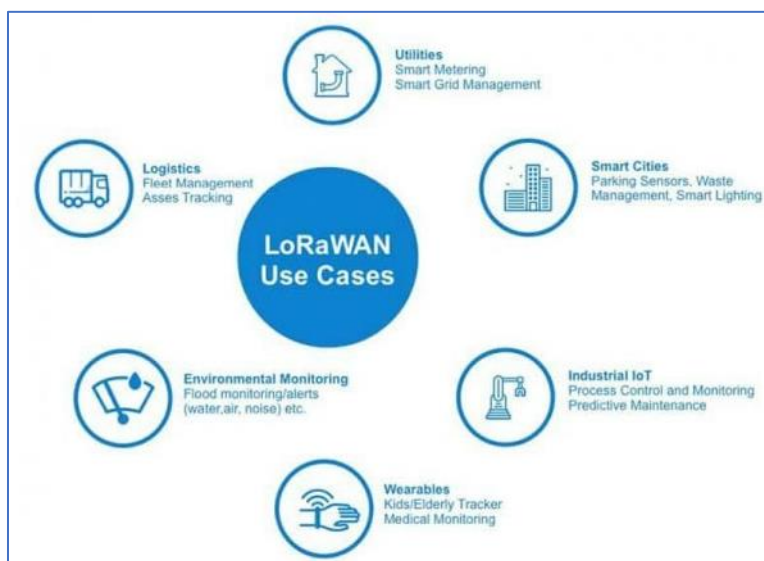 Utilities
Smart Metering
Smart Grid Management
Logistics
Fleet Management
Asses Tracking
Smart Cities
Parking Sensors, Waste
Management, Smart Lighting
LoRaWAN
Use Cases
Environmental Monitoring
Flood monitoring/alerts
(water,air, noise) etc.
Industrial IoT
Process Control and Monitoring
Predictive Maintenance
Wearables
Kids/Elderly Tracker
Medical Monitoring